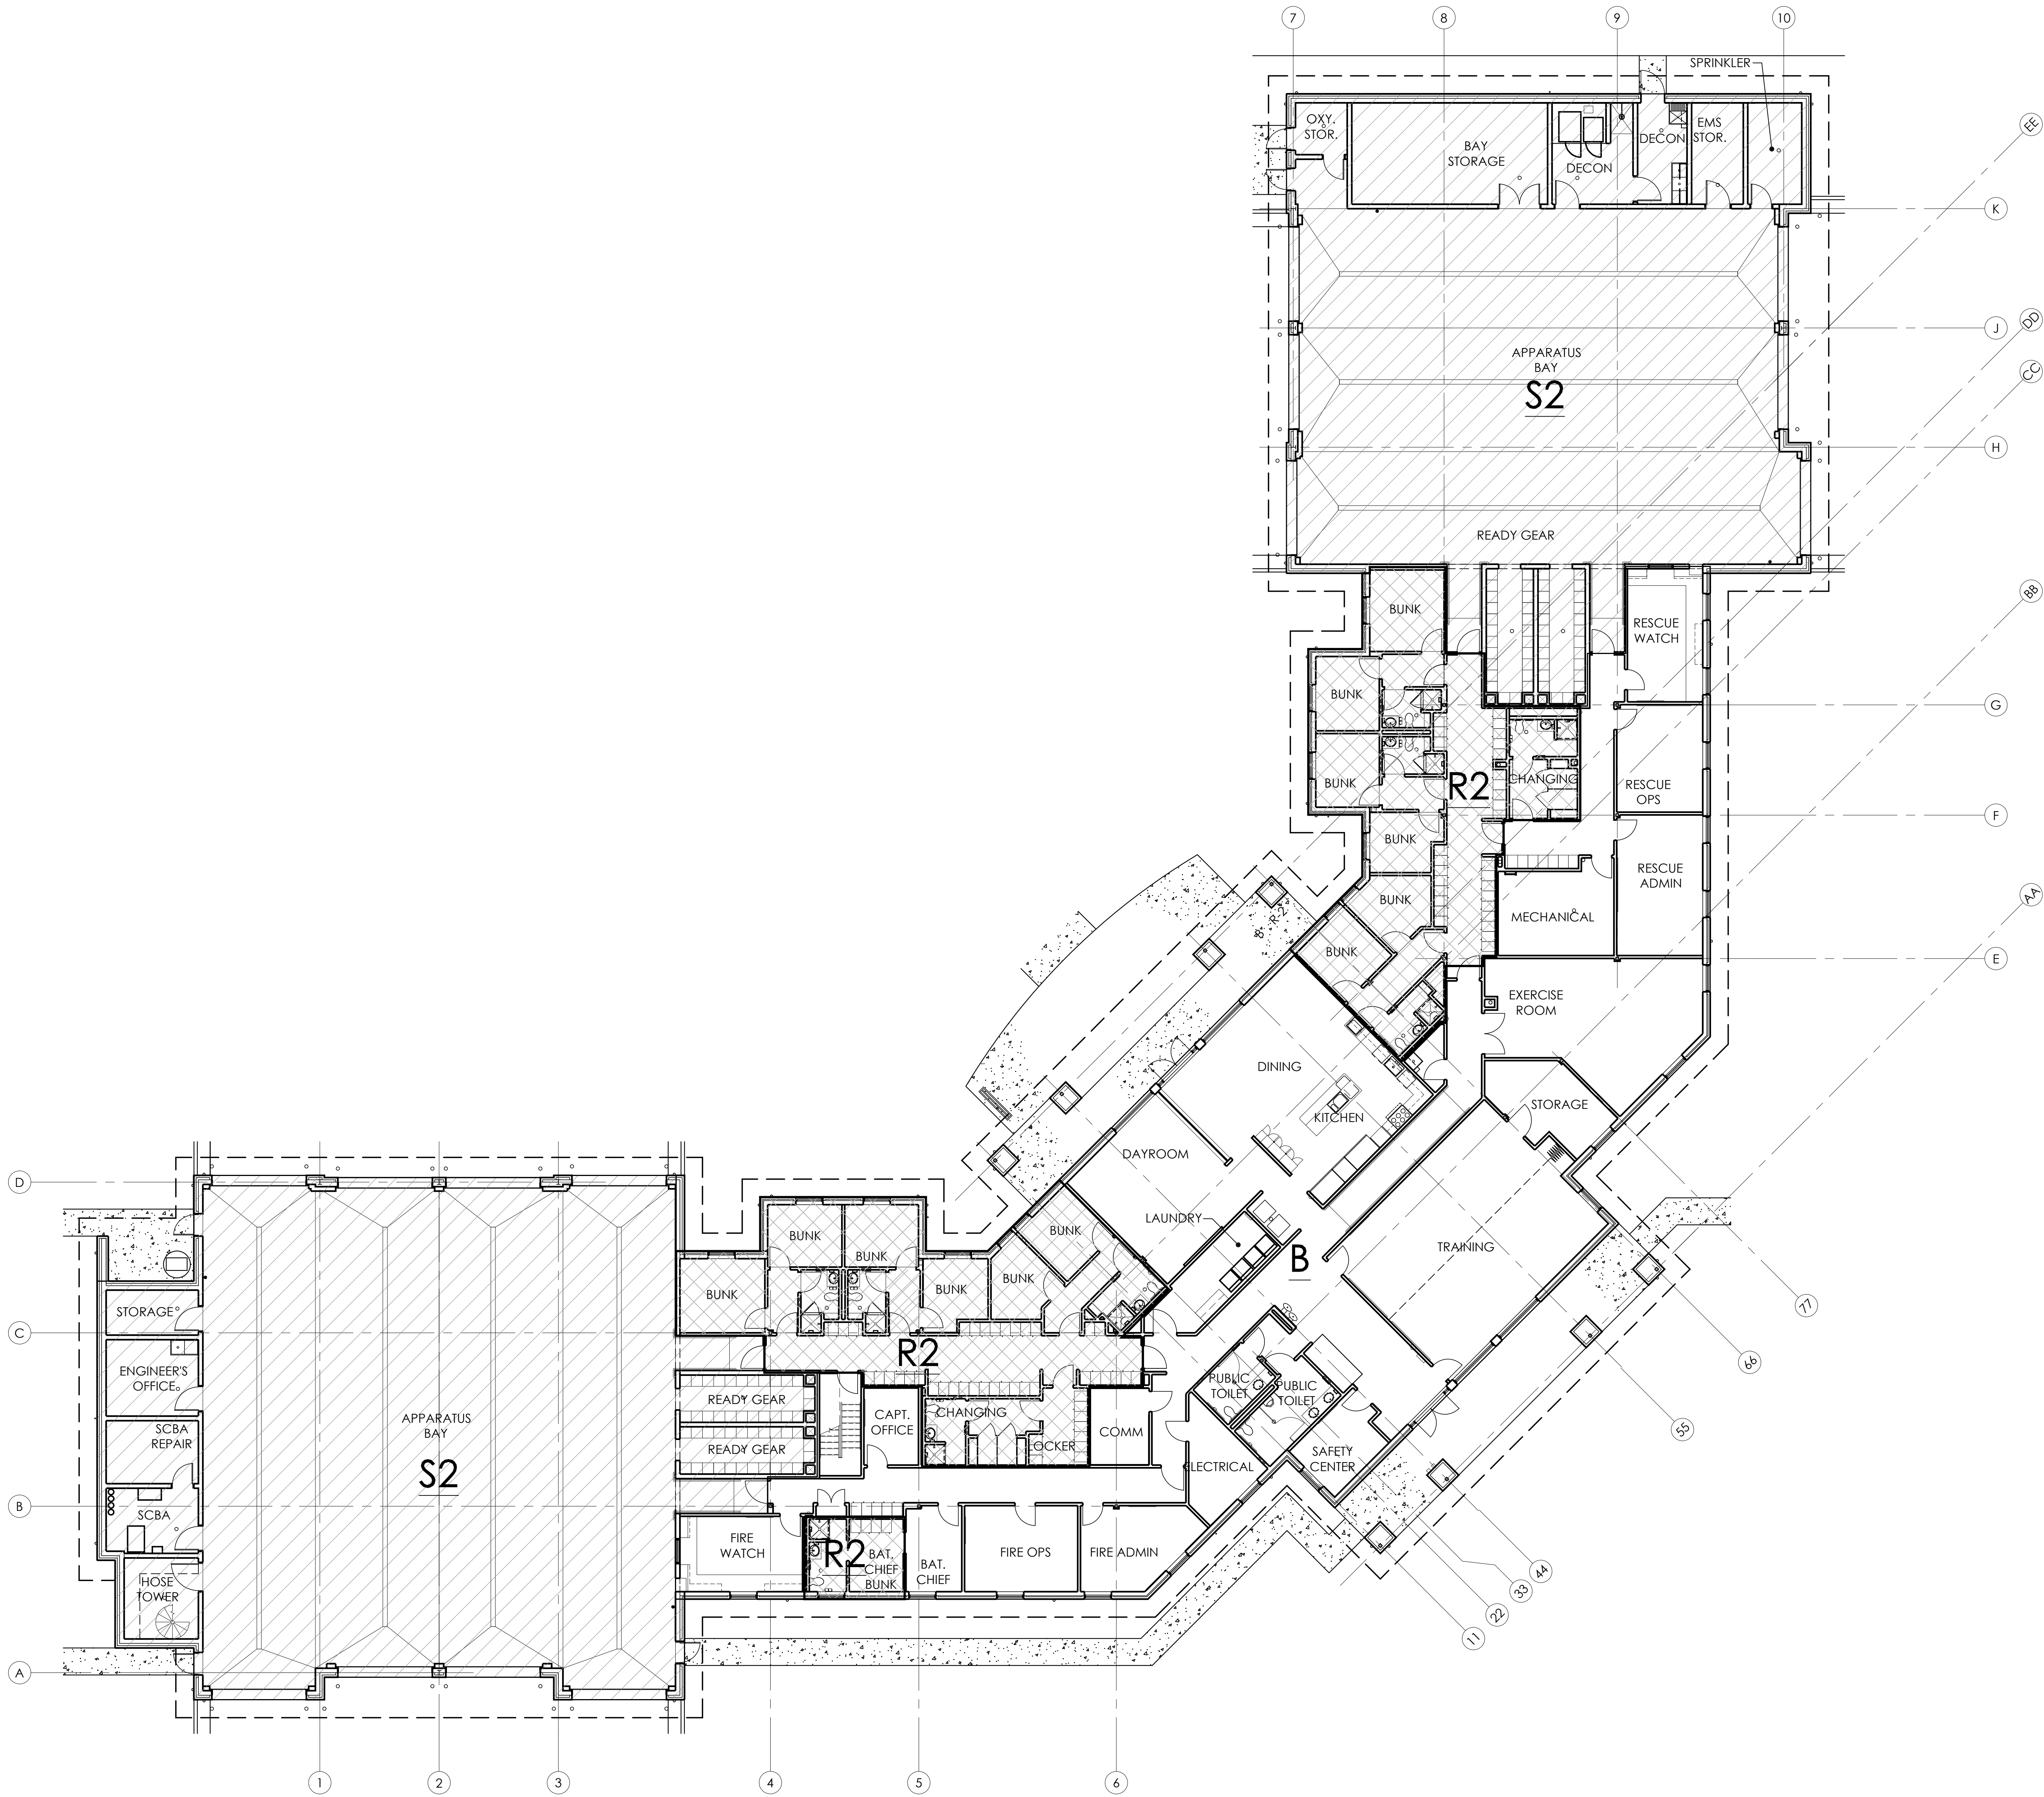 7
8
9
10
SPRINKLER
EE
OXY.
STOR.
BAY
STORAGE
DECON
DECON
EMS
STOR.
K
DD
J
CC
APPARATUS
BAY
S2
H
READY GEAR
BB
BUNK
RESCUE
WATCH
BUNK
G
BUNK
R2
CHANGING
RESCUE
OPS
F
BUNK
RESCUE
ADMIN
BUNK
AA
MECHANICAL
B R-2
BUNK
E
EXERCISE
ROOM
DINING
STORAGE
KITCHEN
DAYROOM
D
LAUNDRY
BUNK
BUNK
BUNK
TRAINING
B
BUNK
BUNK
BUNK
STORAGE
77
C
R2
66
ENGINEER'S
OFFICE
READY GEAR
PUBLIC
TOILET
PUBLIC
TOILET
CAPT.
OFFICE
CHANGING
APPARATUS
BAY
S2
COMM
55
SCBA
REPAIR
READY GEAR
OCKER
SAFETY
CENTER
ELECTRICAL
B
SCBA
FIRE
WATCH
R2
BAT.
CHIEF
BUNK
BAT.
CHIEF
FIRE OPS
FIRE ADMIN
44
33
HOSE
TOWER
22
11
A
1
2
3
4
5
6